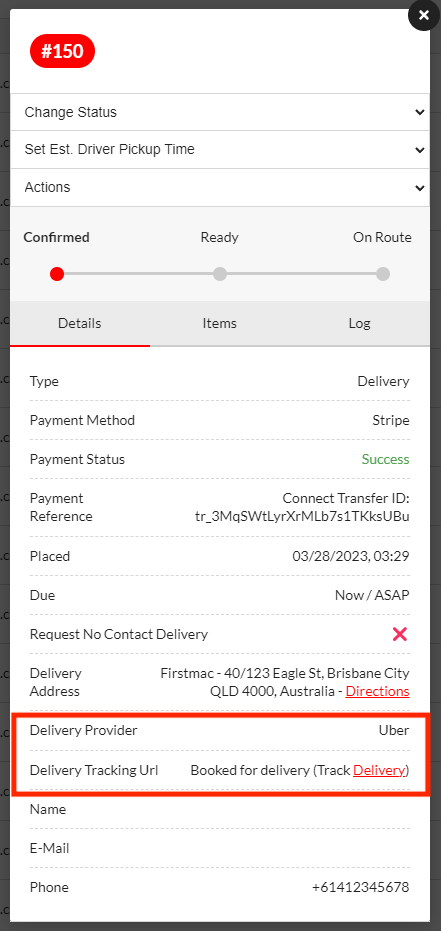 #150
Change Status
Set Est. Driver Pickup Time
Actions
Confirmed Ready On Route
Details Items Log
Type Delivery
Payment Method Stripe
Payment Status Success
Payment Reference Connect Transfer ID: tr_3MqSWtLyrXrMLb7s1TKksUBu
Placed 03/28/2023, 03:29
Due Now / ASAP
Request No Contact Delivery
Delivery Address Firstmac - 40/123 Eagle St, Brisbane City QLD 4000, Australia - Directions
Delivery Provider Uber
Delivery Tracking Url Booked for delivery (Track Delivery)
Name
E-Mail
Phone +61412345678